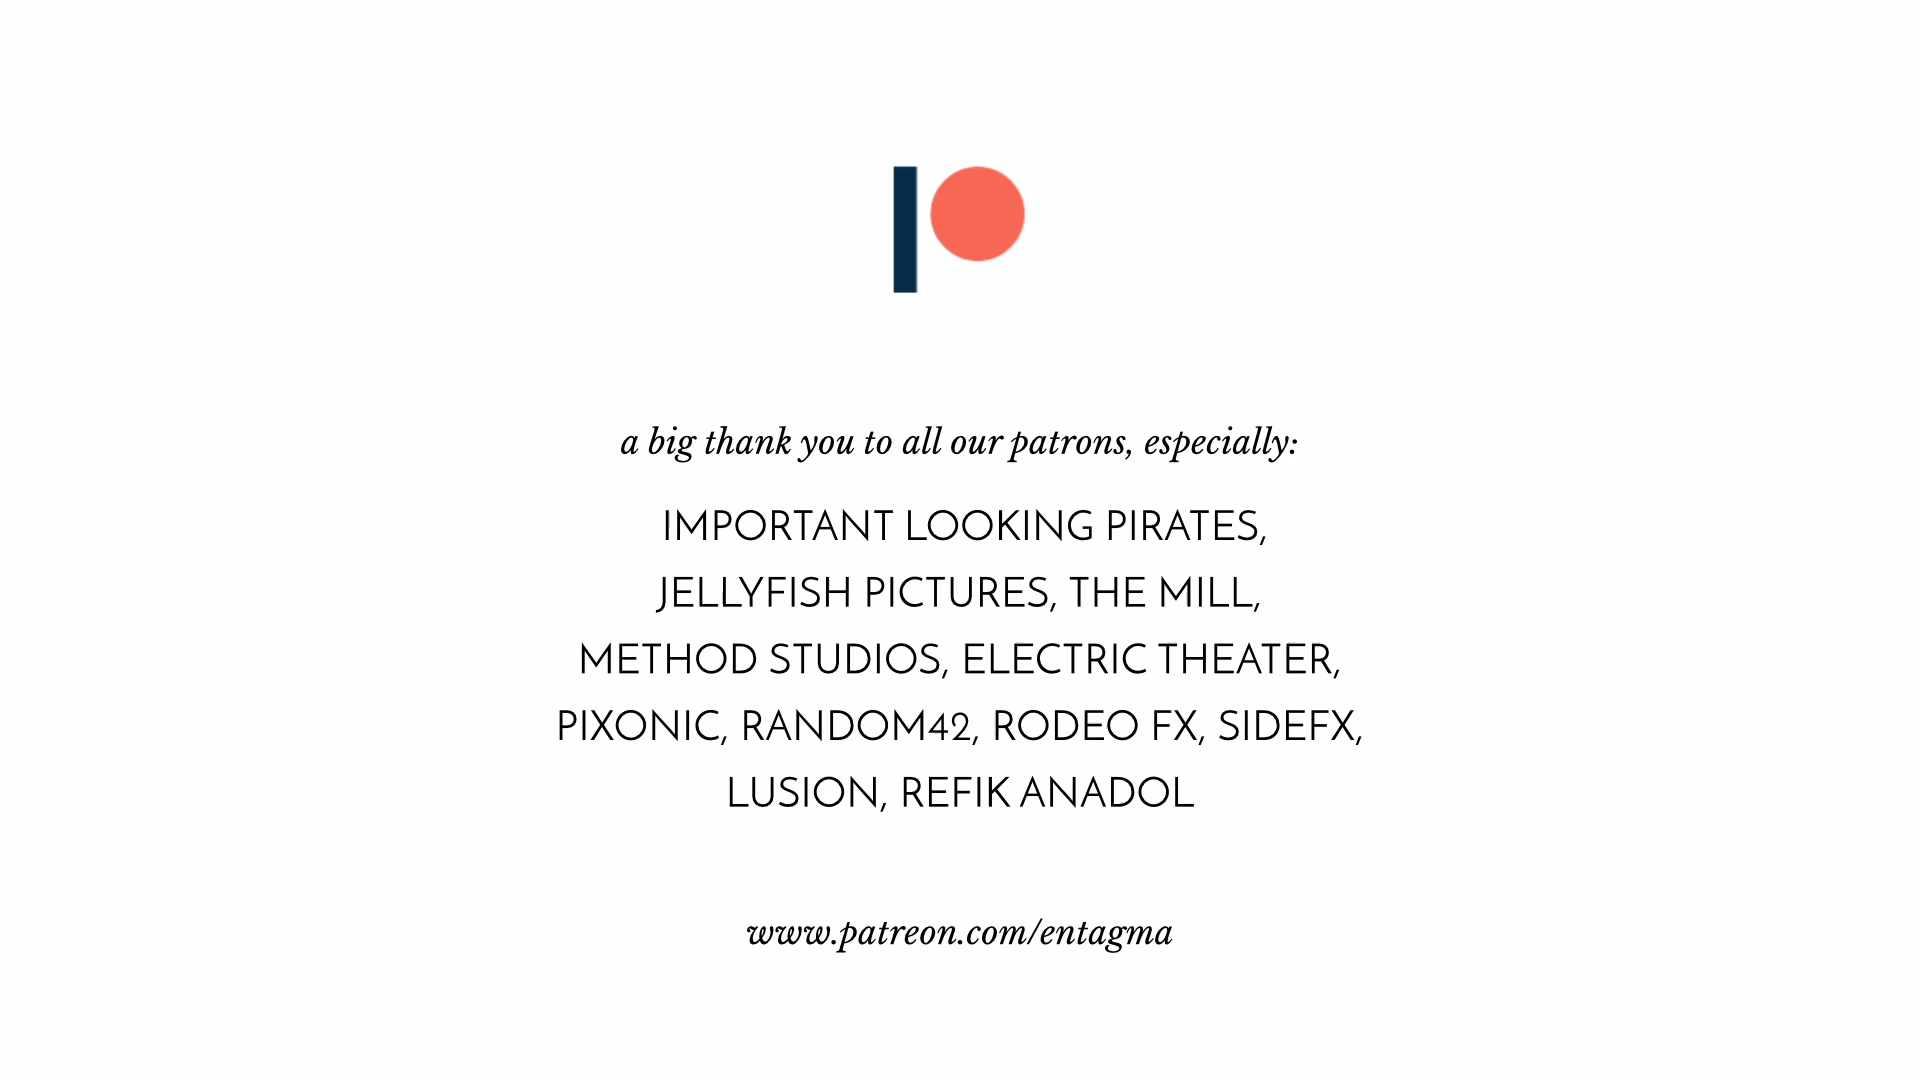 a big thank you to all our patrons, especially:
IMPORTANT LOOKING PIRATES,
JELLYFISH PICTURES, THE MILL,
METHOD STUDIOS, ELECTRIC THEATER,
PIXONIC, RANDOM42, RODEO FX, SIDEFX,
LUSION, REFIK ANADOL
www.patreon.com/entagma